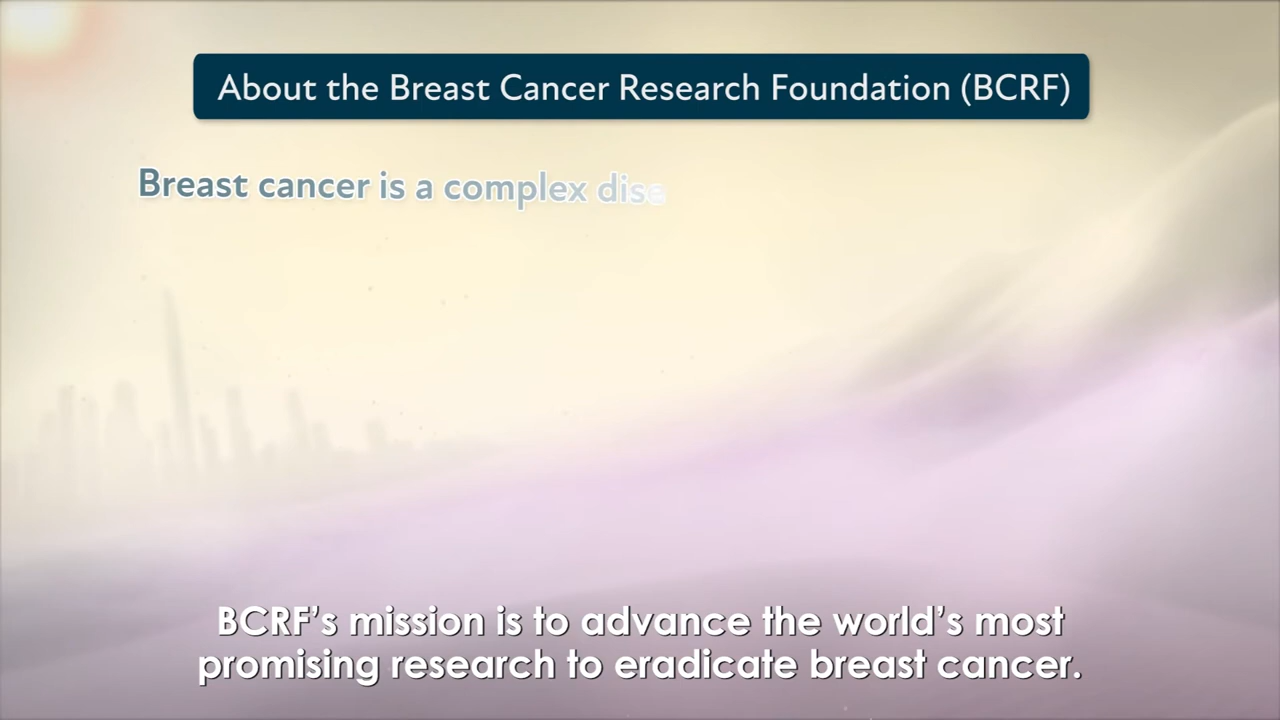 About the Breast Cancer Research Foundation (BCRF)
Breast cancer is a complex dise
BCRF's mission is to advance the world's most
promising research to eradicate breast cancer.